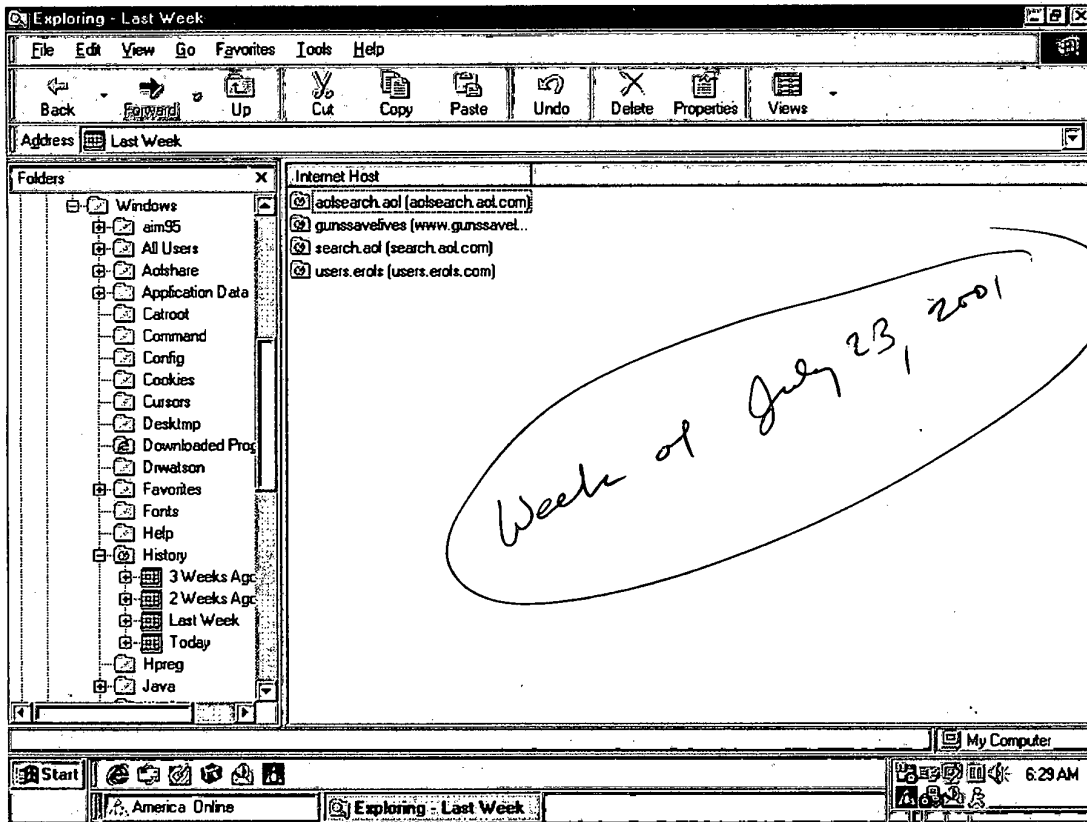 Exploring - Last Week
File Edit View Go Favorites Tools Help
Back Forward Up Cut Copy Paste Undo Delete Properties Views
Address Last Week
Folders x
Internet Host
aolsearch.aol (aolsearch.aol.com)
gunssavelives (www.gunssavel...
search.aol (search.aol.com)
users.erols (users.erols.com)
Windows
aim95
All Users
Aolshare
Application Data
Catroot
Command
Config
Cookies
Cursors
Desktmp
Downloaded Prog
Drwatson
Favorites
Fonts
Help
History
3 Weeks Ago
2 Weeks Ago
Last Week
Today
Hpreg
Java
Week of July 23, 2001
My Computer
Start
6:29 AM
America Online
Exploring - Last Week